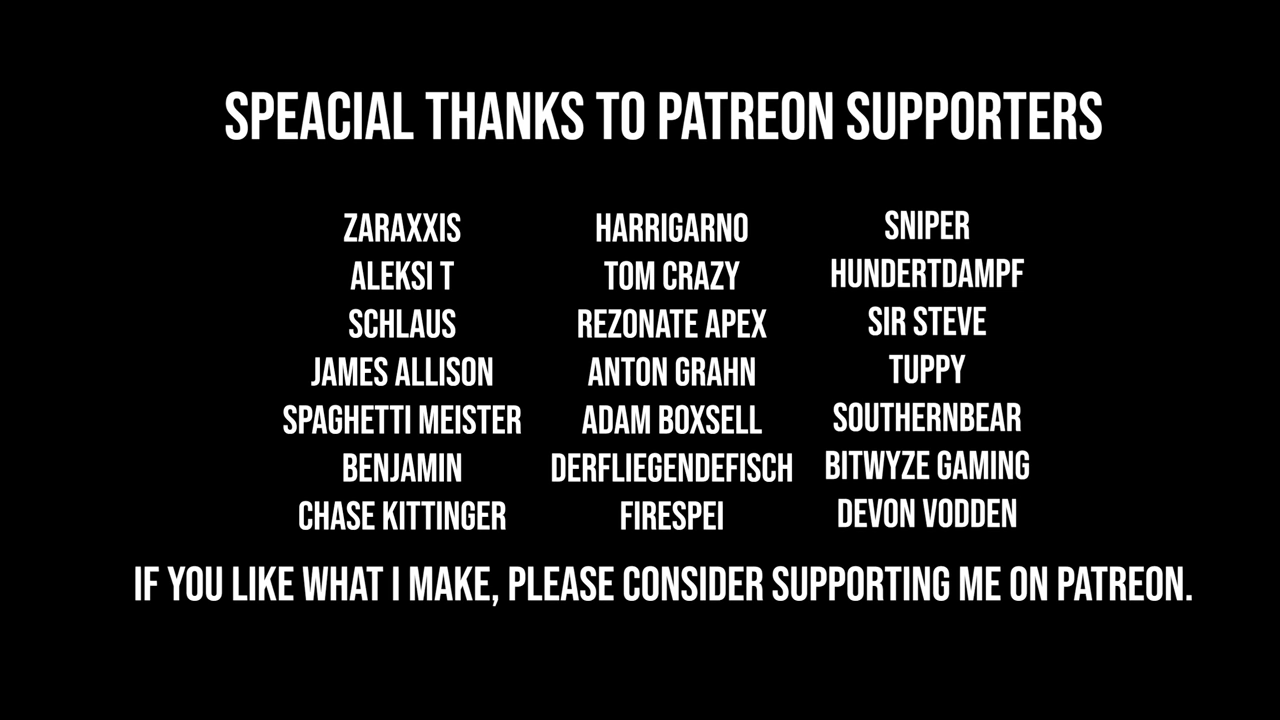 SPEACIAL THANKS TO PATREON SUPPORTERS
ZARAXXIS
ALEKSI T
SCHLAUS
JAMES ALLISON
SPAGHETTI MEISTER
BENJAMIN
CHASE KITTINGER
HARRIGARNO
TOM CRAZY
REZONATE APEX
ANTON GRAHN
ADAM BOXSELL
DERFLIEGENDEFISCH
FIRESPEI
SNIPER
HUNDERTDAMPF
SIR STEVE
TUPPY
SOUTHERNBEAR
BITWYZE GAMING
DEVON VODDEN
IF YOU LIKE WHAT I MAKE, PLEASE CONSIDER SUPPORTING ME ON PATREON.